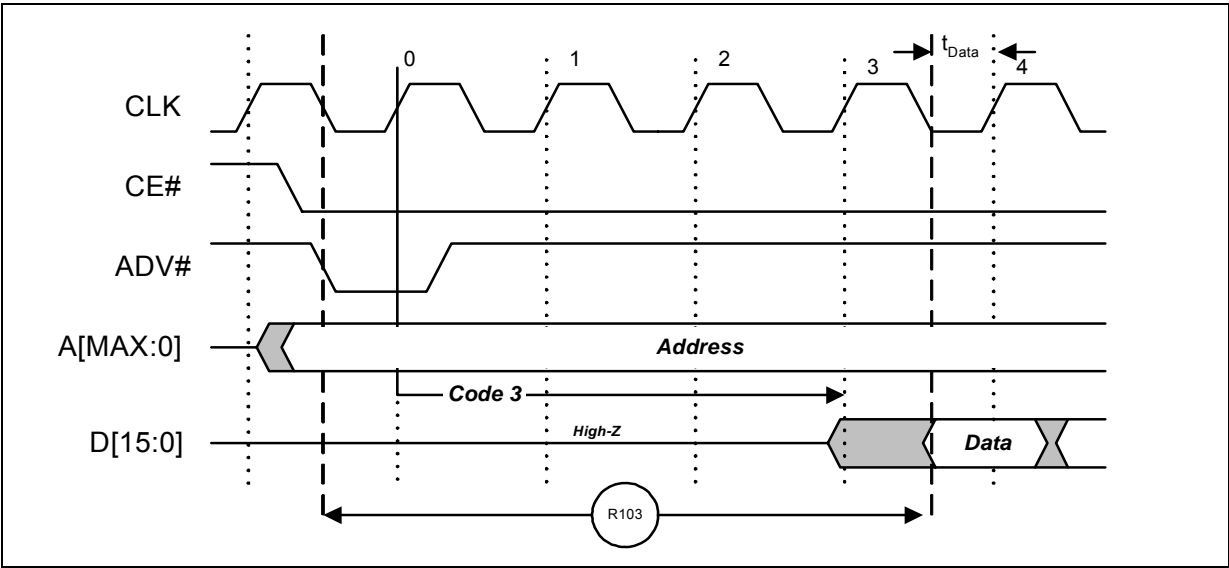 0
1
2
3
4
tData
CLK
CE#
ADV#
A[MAX:0]
Address
Code 3
D[15:0]
High-Z
Data
R103